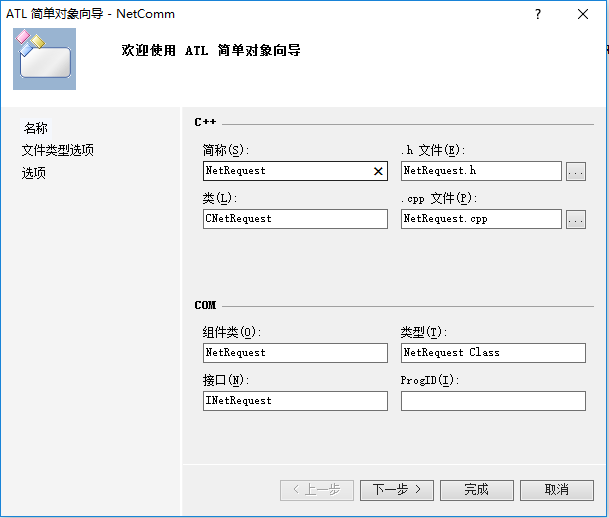 ATL 简单对象向导 - NetComm
?
欢迎使用 ATL 简单对象向导
名称
文件类型选项
选项
C++
简称(S):
.h 文件(E):
NetRequest
NetRequest.h
...
类(L):
.cpp 文件(P):
CNetRequest
NetRequest.cpp
...
COM
组件类(O):
类型(T):
NetRequest
NetRequest Class
接口(N):
ProgID(I):
INetRequest
< 上一步
下一步 >
完成
取消